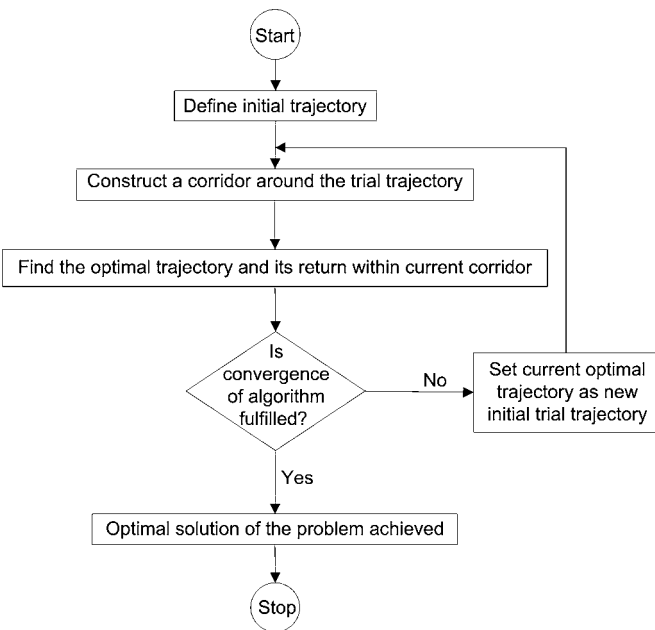 Start
Define initial trajectory
Construct a corridor around the trial trajectory
Find the optimal trajectory and its return within current corridor
Is
convergence
of algorithm
fulfilled?
No
Set current optimal
trajectory as new
initial trial trajectory
Yes
Optimal solution of the problem achieved
Stop